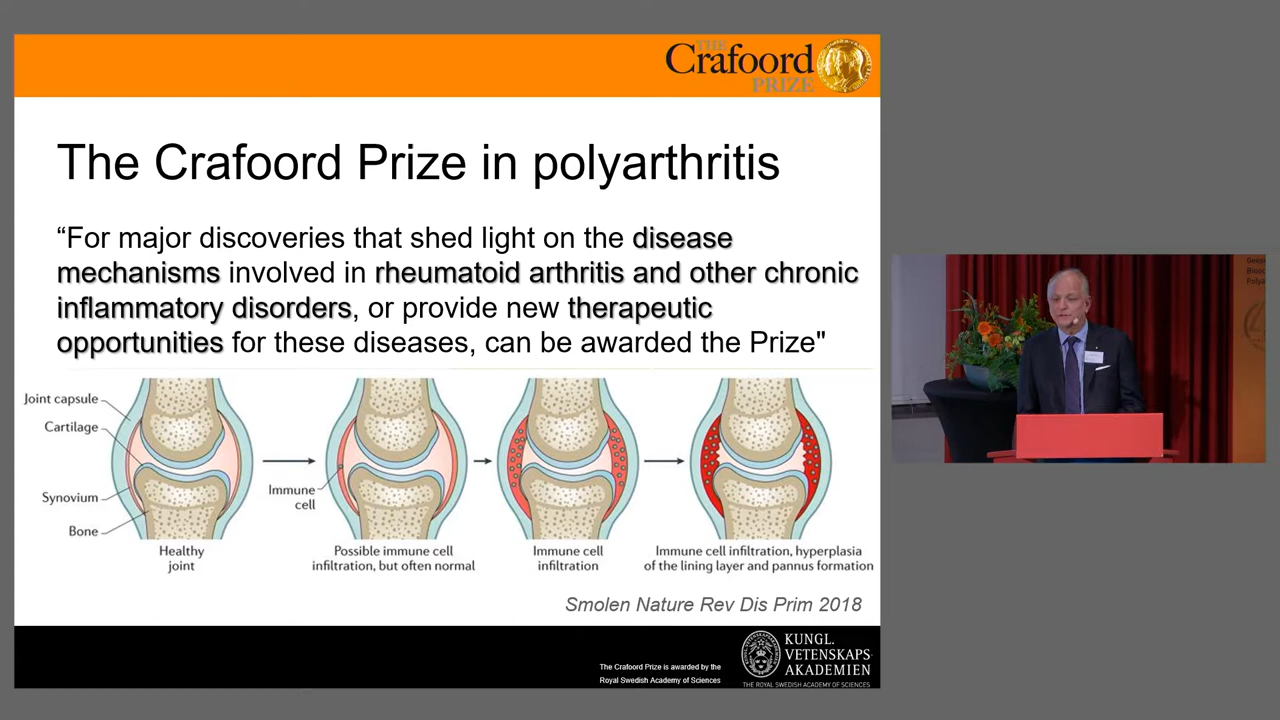 THE
Crafoord
PRIZE
The Crafoord Prize in polyarthritis
“For major discoveries that shed light on the disease
mechanisms involved in rheumatoid arthritis and other chronic
inflammatory disorders, or provide new therapeutic
opportunities for these diseases, can be awarded the Prize"
Joint capsule
Cartilage
Synovium
Bone
Immune
cell
Healthy
joint
Possible immune cell
infiltration, but often normal
Immune cell
infiltration
Immune cell infiltration, hyperplasia
of the lining layer and pannus formation
Smolen Nature Rev Dis Prim 2018
The Crafoord Prize is awarded by the
Royal Swedish Academy of Sciences
KUNGL.
VETENSKAPS-
AKADEMIEN
THE ROYAL SWEDISH ACADEMY OF SCIENCES